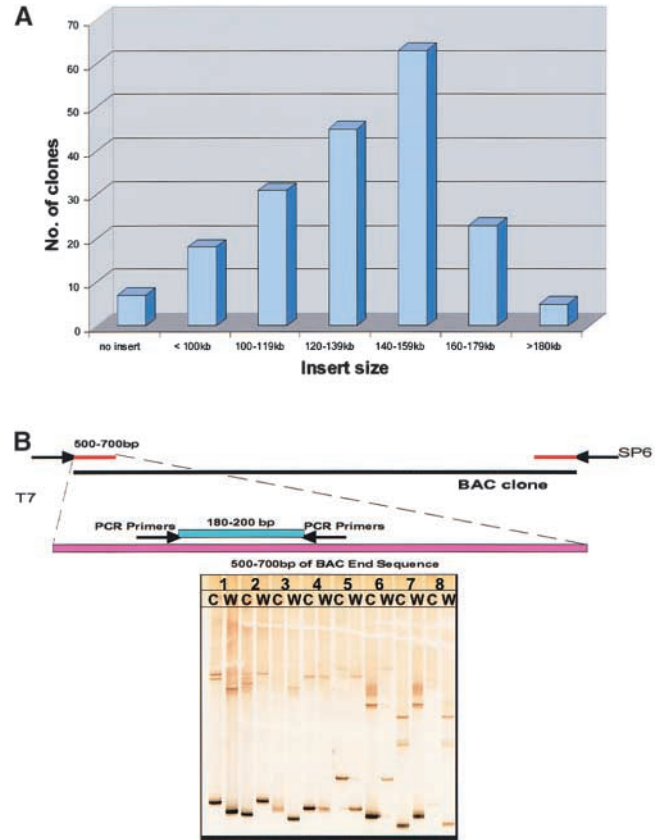 A
70
60
50
40
30
20
10
0
No. of clones
no insert < 100kb 100-119kb 120-139kb 140-159kb 160-179kb >180kb
Insert size
B
500-700bp
SP6
BAC clone
T7
PCR Primers 180-200 bp PCR Primers
500-700bp of BAC End Sequence
1 2 3 4 5 6 7 8
C W C W C W C W C W C W C W C W